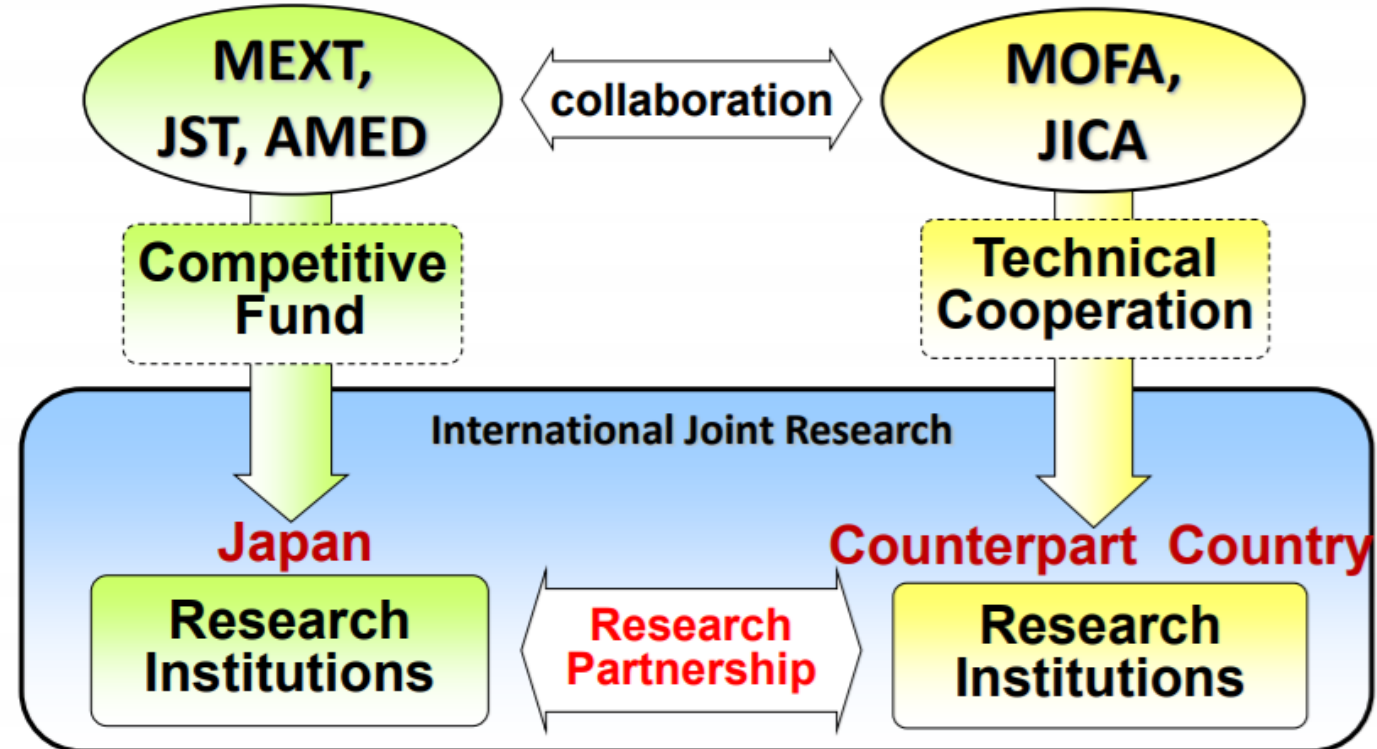 MEXT,
JST, AMED
collaboration
MOFA,
JICA
Competitive
Fund
Technical
Cooperation
International Joint Research
Japan
Counterpart Country
Research
Institutions
Research
Partnership
Research
Institutions